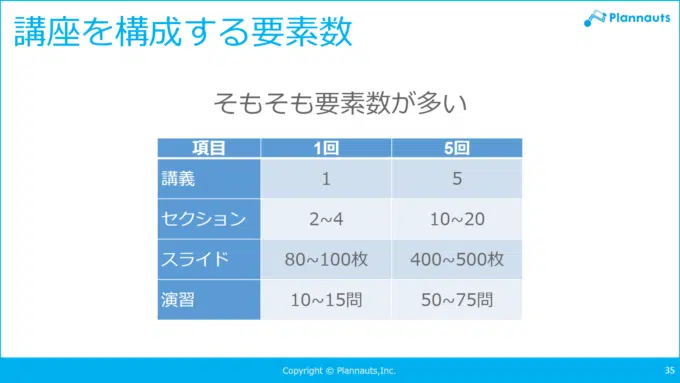 講座を構成する要素数
Plannauts
そもそも要素数が多い
項目 1回 5回
講義 1 5
セクション 2~4 10~20
スライド 80~100枚 400~500枚
演習 10~15問 50~75問
Copyright © Plannauts,Inc.
35